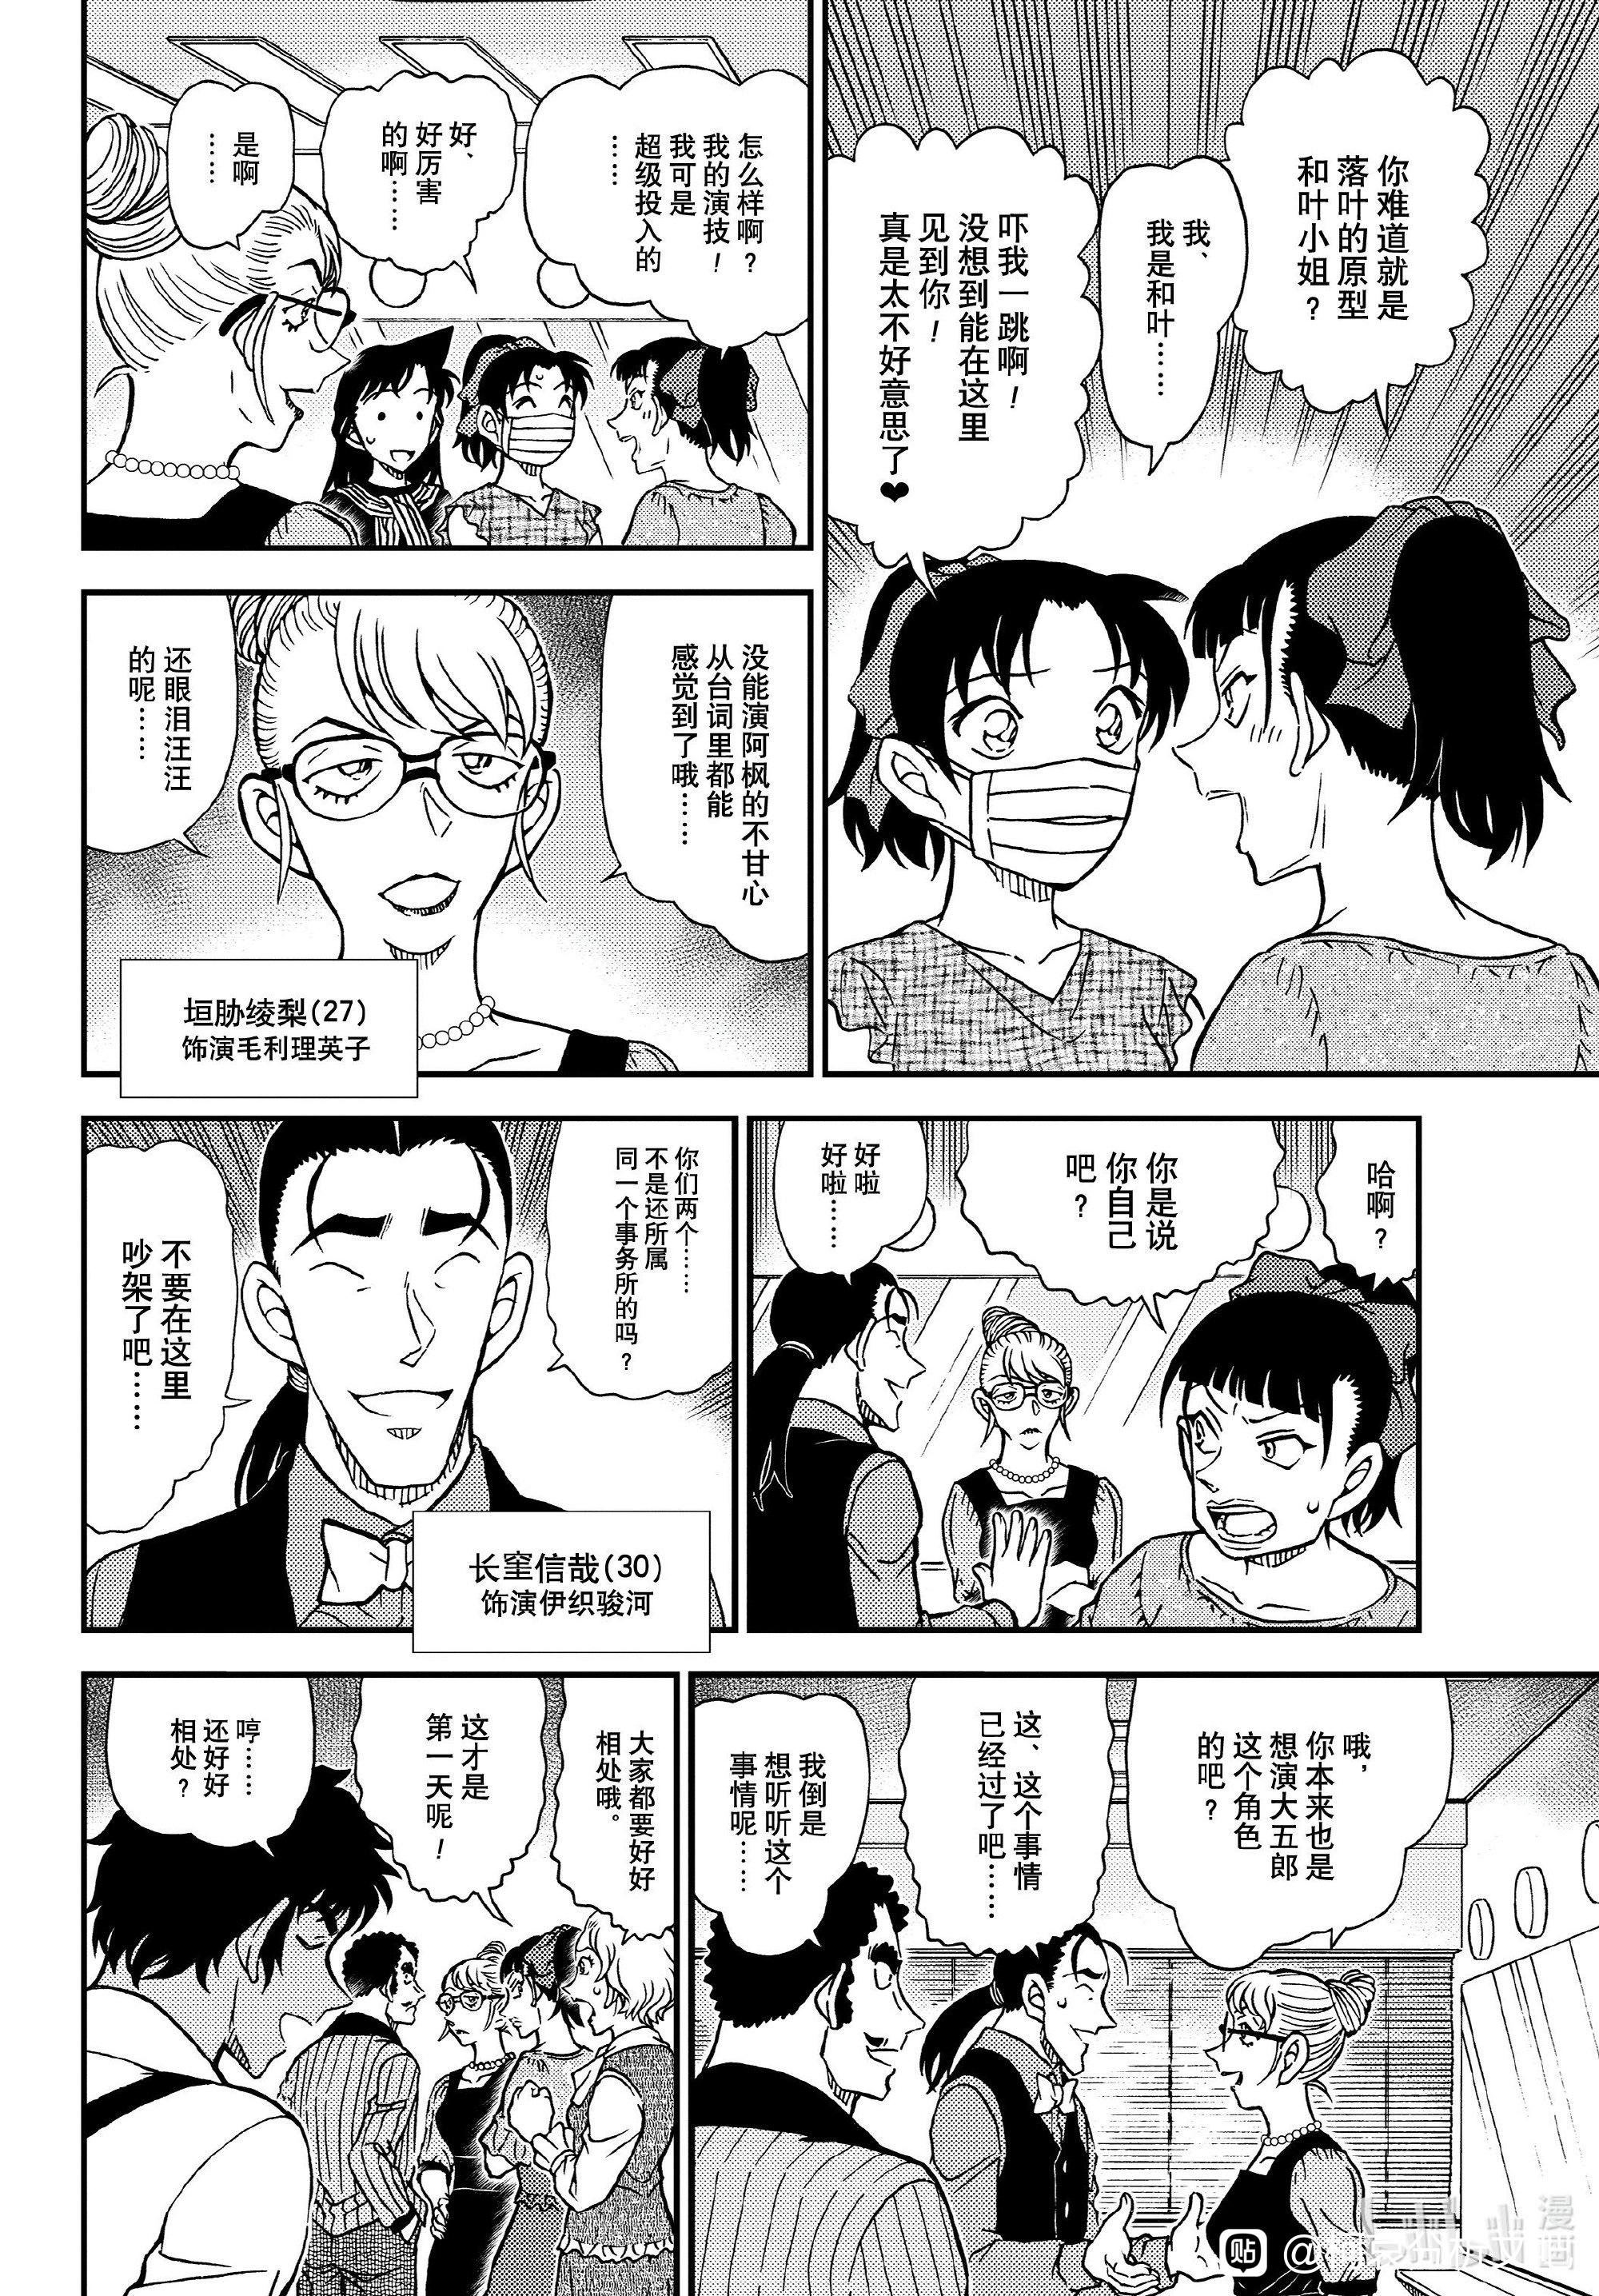 你难道就是
落叶的原型
和叶小姐？
我、
我是和叶……
吓我一跳啊！
没想到能在这里
见到你！
真是太不好意思了❤
怎么样啊？
我的演技！
我可是
超级投入的
……
好、
好厉害
的啊……
是啊
……
没能演阿枫的不甘心
从台词里都能
感觉到了哦……
还眼泪汪汪
的呢……
垣胁绫梨(27)
饰演毛利理英子
哈啊？
你是说
你自己
吧？
好啦
好啦……
你们两个……
不是还所属
同一个事务所的吗？
不要在这里
吵架了吧……
长窒信哉(30)
饰演伊织骏河
哦，
你本来也是
想演大五郎
这个角色
的吧？
这、这个事情
已经过了吧……
我倒是
想听听这个
事情呢……
大家都要好好
相处哦。
这才是
第一天呢！
哼……
还好好
相处？
漫画
贴